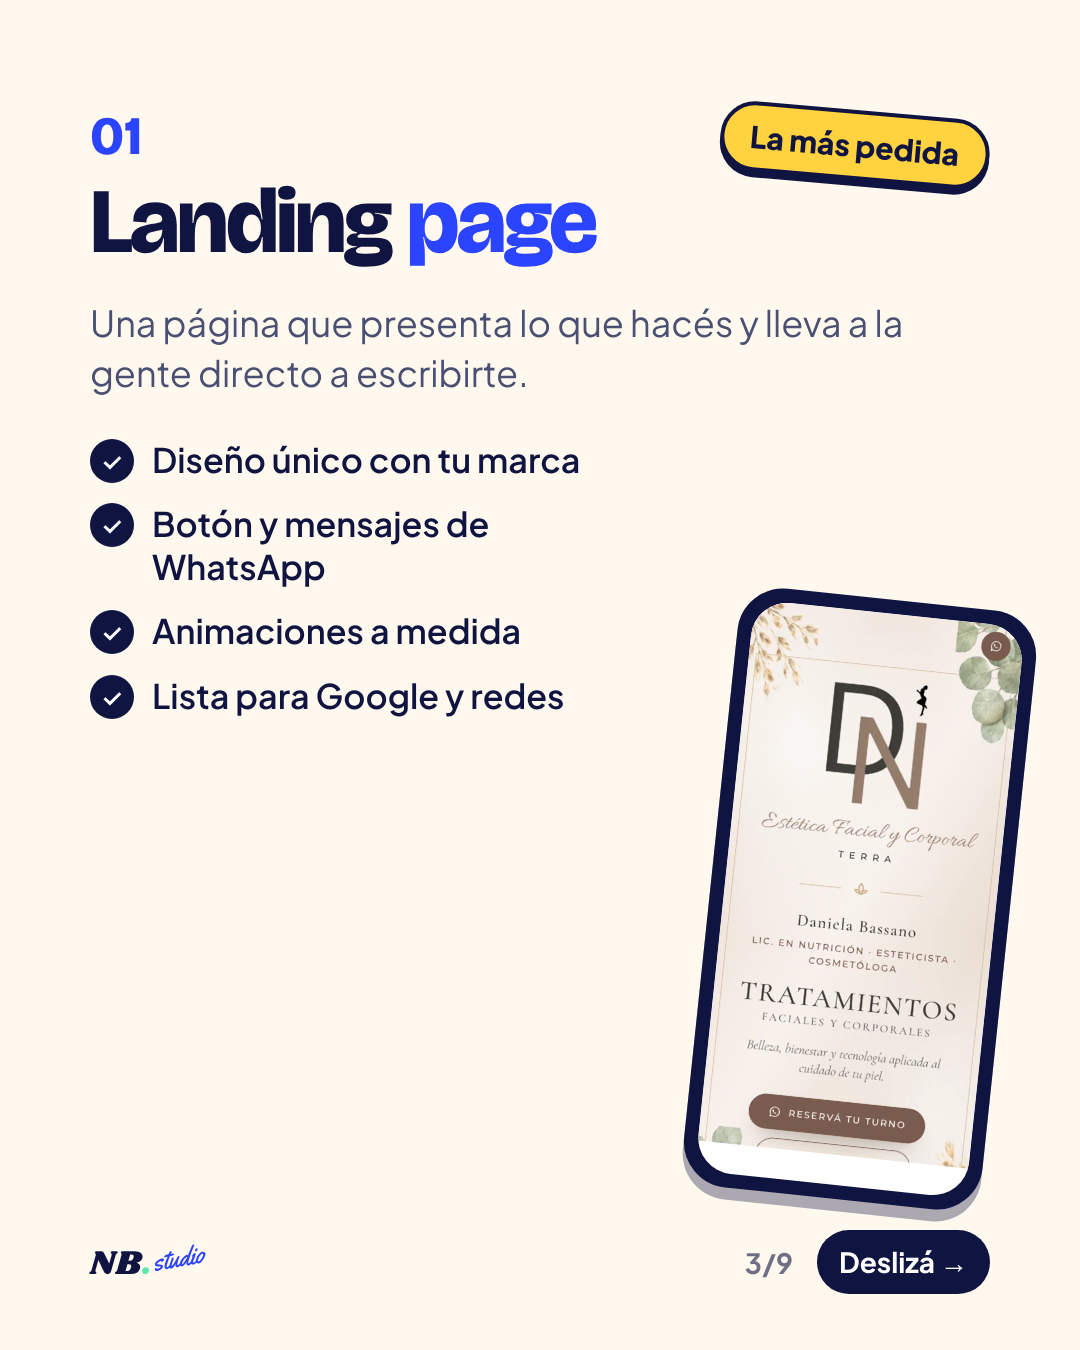 01
La más pedida
Landing page
Una página que presenta lo que hacés y lleva a la
gente directo a escribirte.
Diseño único con tu marca
Botón y mensajes de
WhatsApp
Animaciones a medida
Lista para Google y redes
DN
Estética Facial y Corporal
TERRA
Daniela Bassano
LIC. EN NUTRICIÓN · ESTETICISTA ·
COSMETÓLOGA
TRATAMIENTOS
FACIALES Y CORPORALES
Belleza, bienestar y tecnología aplicada al
cuidado de tu piel.
RESERVÁ TU TURNO
NB. studio
3/9
Deslizá →